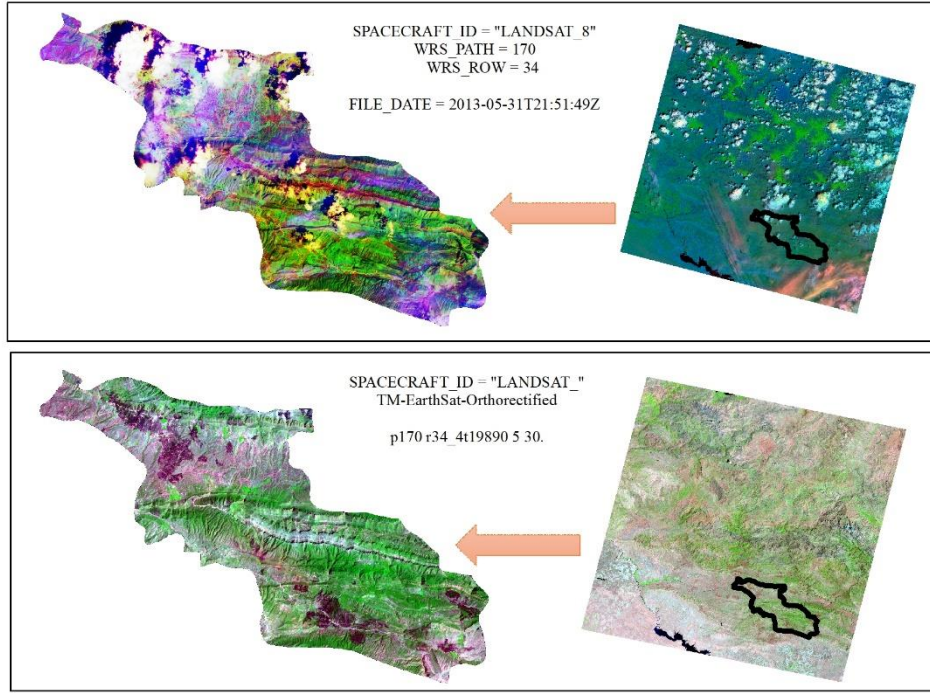 SPACECRAFT_ID = "LANDSAT_8"
WRS_PATH = 170
WRS_ROW = 34
FILE_DATE = 2013-05-31T21:51:49Z
SPACECRAFT_ID = "LANDSAT_"
TM-EarthSat-Orthorectified
p170 r34_4t19890 5 30.